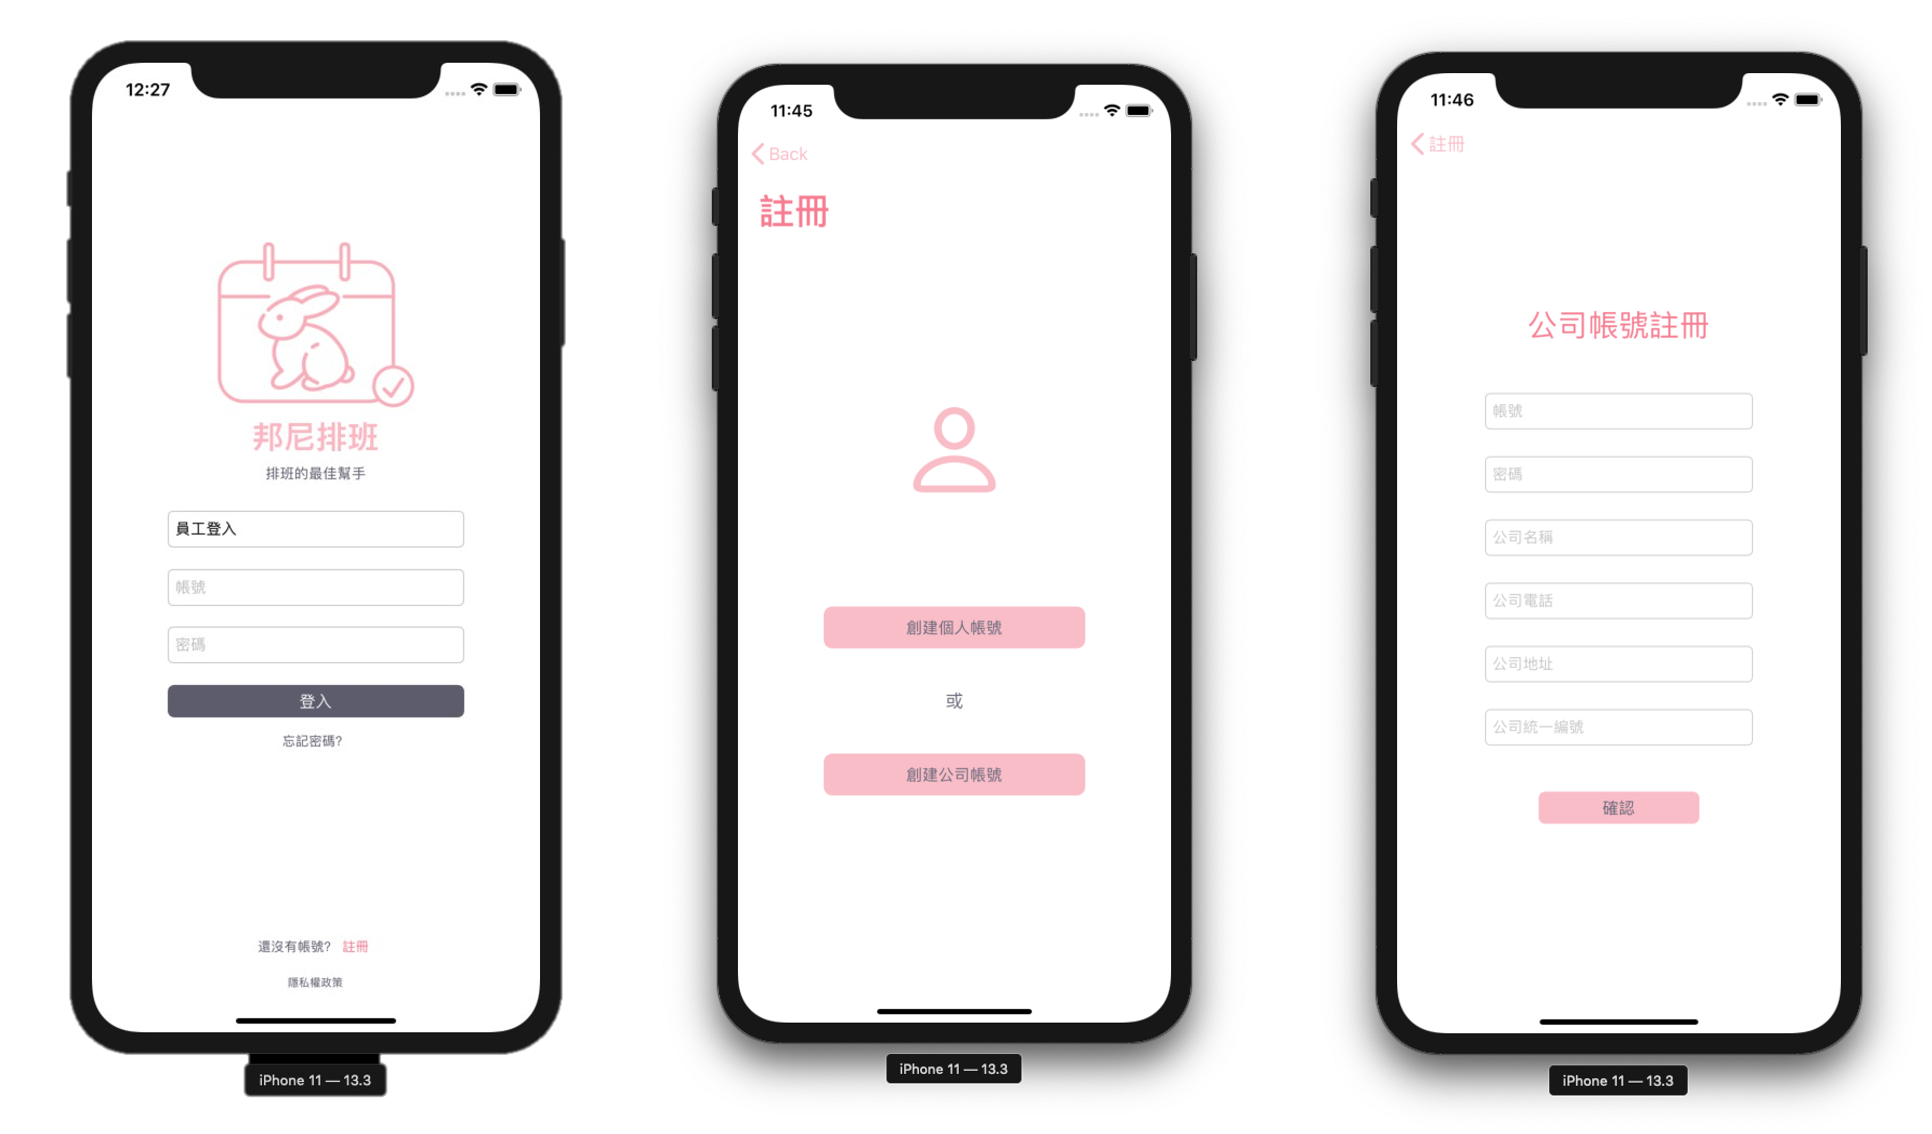 12:27
邦尼排班
排班的最佳幫手
員工登入
帳號
密碼
登入
忘記密碼?
還沒有帳號? 註冊
隱私權政策
iPhone 11 — 13.3
11:45
Back
註冊
創建個人帳號
或
創建公司帳號
iPhone 11 — 13.3
11:46
註冊
公司帳號註冊
帳號
密碼
公司名稱
公司電話
公司地址
公司統一編號
確認
iPhone 11 — 13.3